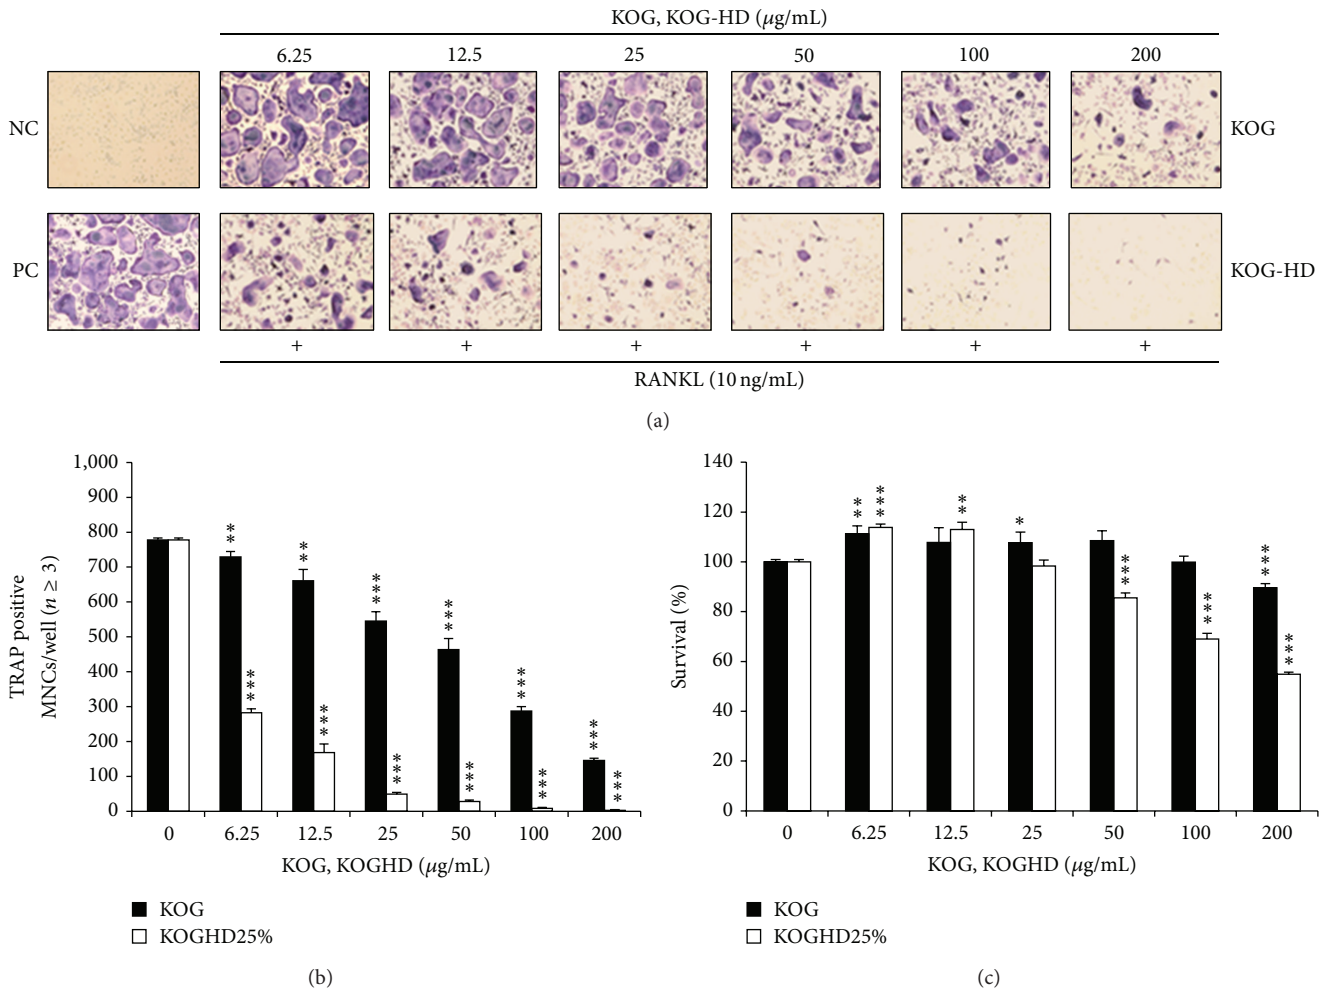 KOG, KOG-HD (μg/mL)
6.25 12.5 25 50 100 200
NC
KOG
PC
KOG-HD
+ + + + + +
RANKL (10 ng/mL)
(a)
1,000
900
800
700
600
500
400
300
200
100
0
TRAP positive
MNCs/well (n ≥ 3)
**
***
**
***
***
***
***
***
***
***
***
***
0 6.25 12.5 25 50 100 200
KOG, KOGHD (μg/mL)
KOG
KOGHD25%
(b)
140
120
100
80
60
40
20
0
Survival (%)
**
***
**
*
***
***
***
***
0 6.25 12.5 25 50 100 200
KOG, KOGHD (μg/mL)
KOG
KOGHD25%
(c)